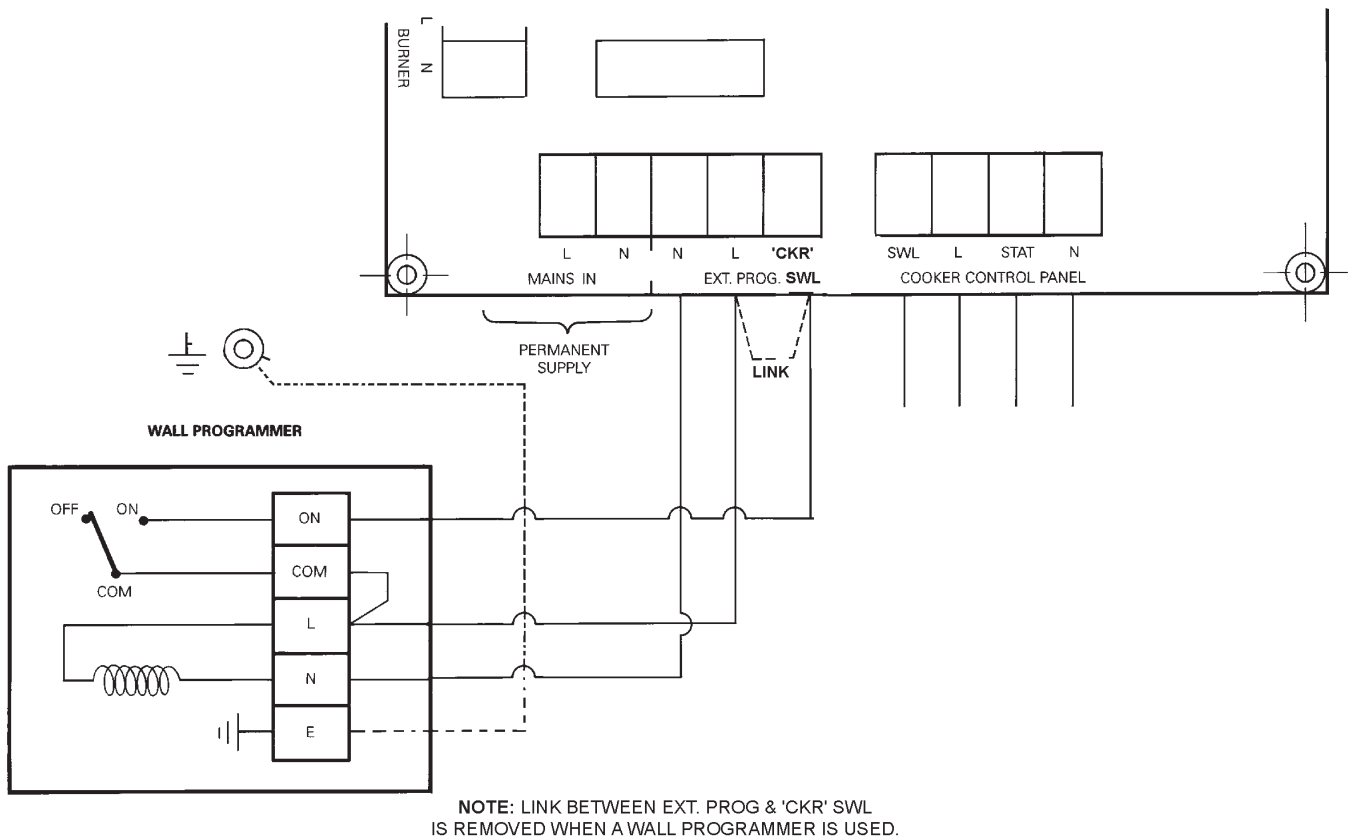 L
N
BURNER
L N N L 'CKR'
MAINS IN EXT. PROG. SWL
SWL L STAT N
COOKER CONTROL PANEL
PERMANENT
SUPPLY
LINK
WALL PROGRAMMER
OFF ON
COM
ON
COM
L
N
E
NOTE: LINK BETWEEN EXT. PROG & 'CKR' SWL
IS REMOVED WHEN A WALL PROGRAMMER IS USED.